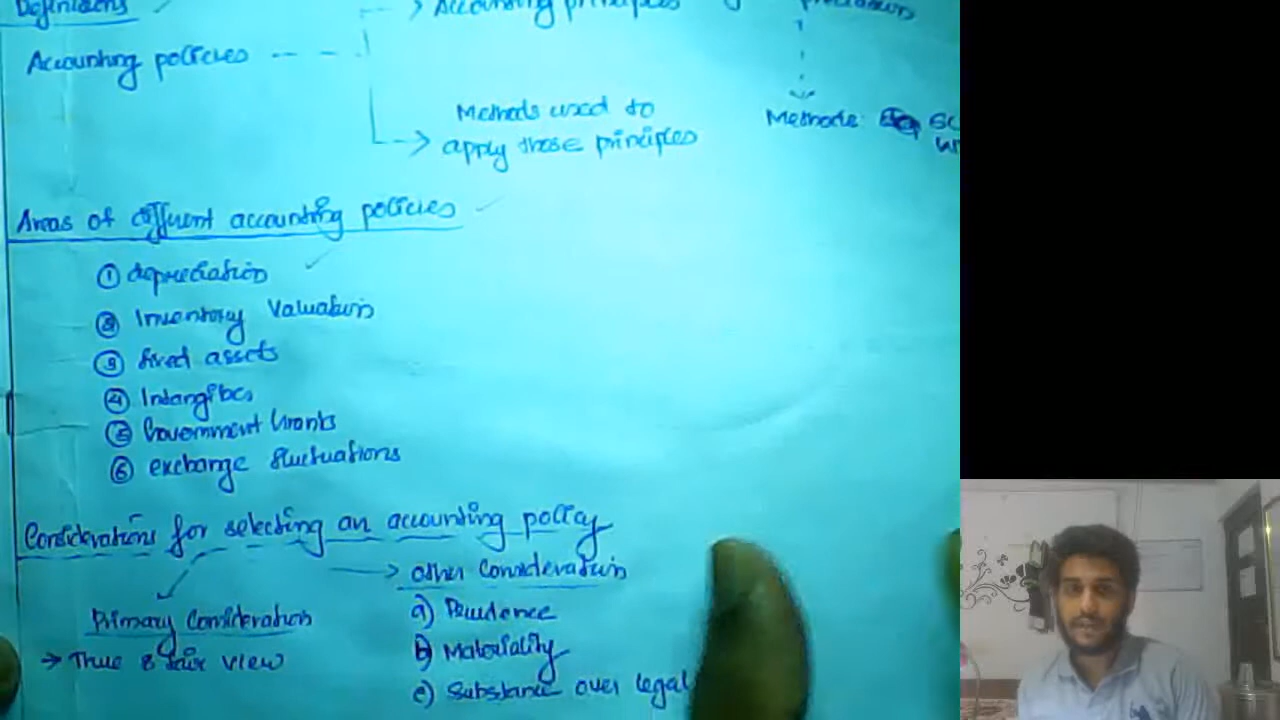 Definitions
Accounting principles
Accounting policies
Methods used to
apply those principles
Methods:
Areas of different accounting policies
① depreciation
② Inventory Valuation
③ fixed assets
④ Intangibles
⑤ Government Grants
⑥ exchange fluctuations
Considerations for selecting an accounting policy
Primary Consideration
→ True & fair view
other Consideration
a) Prudence
b) Materiality
c) Substance over legal